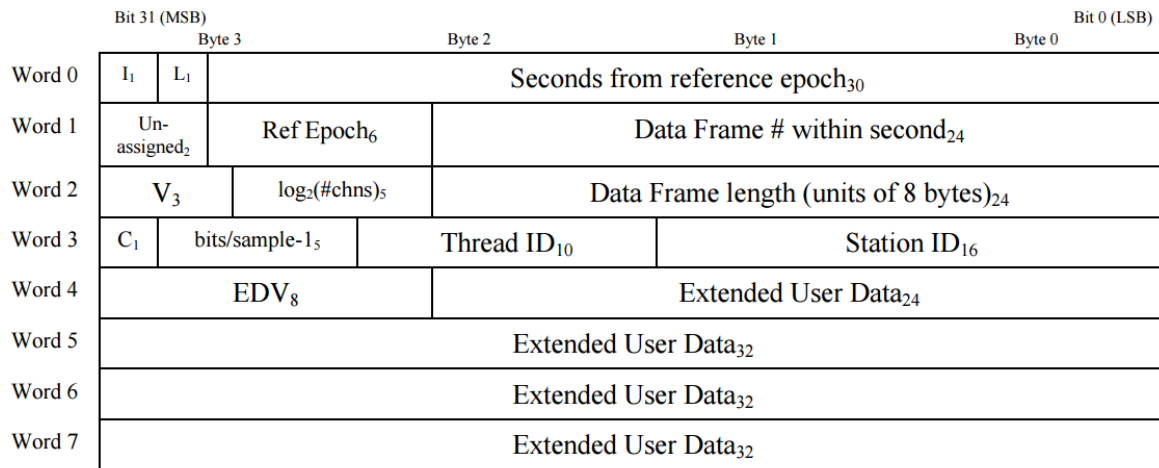 Bit 31 (MSB) Bit 0 (LSB)
Byte 3 Byte 2 Byte 1 Byte 0
Word 0 I₁ L₁ Seconds from reference epoch₃₀
Word 1 Un-
assigned₂ Ref Epoch₆ Data Frame # within second₂₄
Word 2 V₃ log₂(#chns)₅ Data Frame length (units of 8 bytes)₂₄
Word 3 C₁ bits/sample-1₅ Thread ID₁₀ Station ID₁₆
Word 4 EDV₈ Extended User Data₂₄
Word 5 Extended User Data₃₂
Word 6 Extended User Data₃₂
Word 7 Extended User Data₃₂